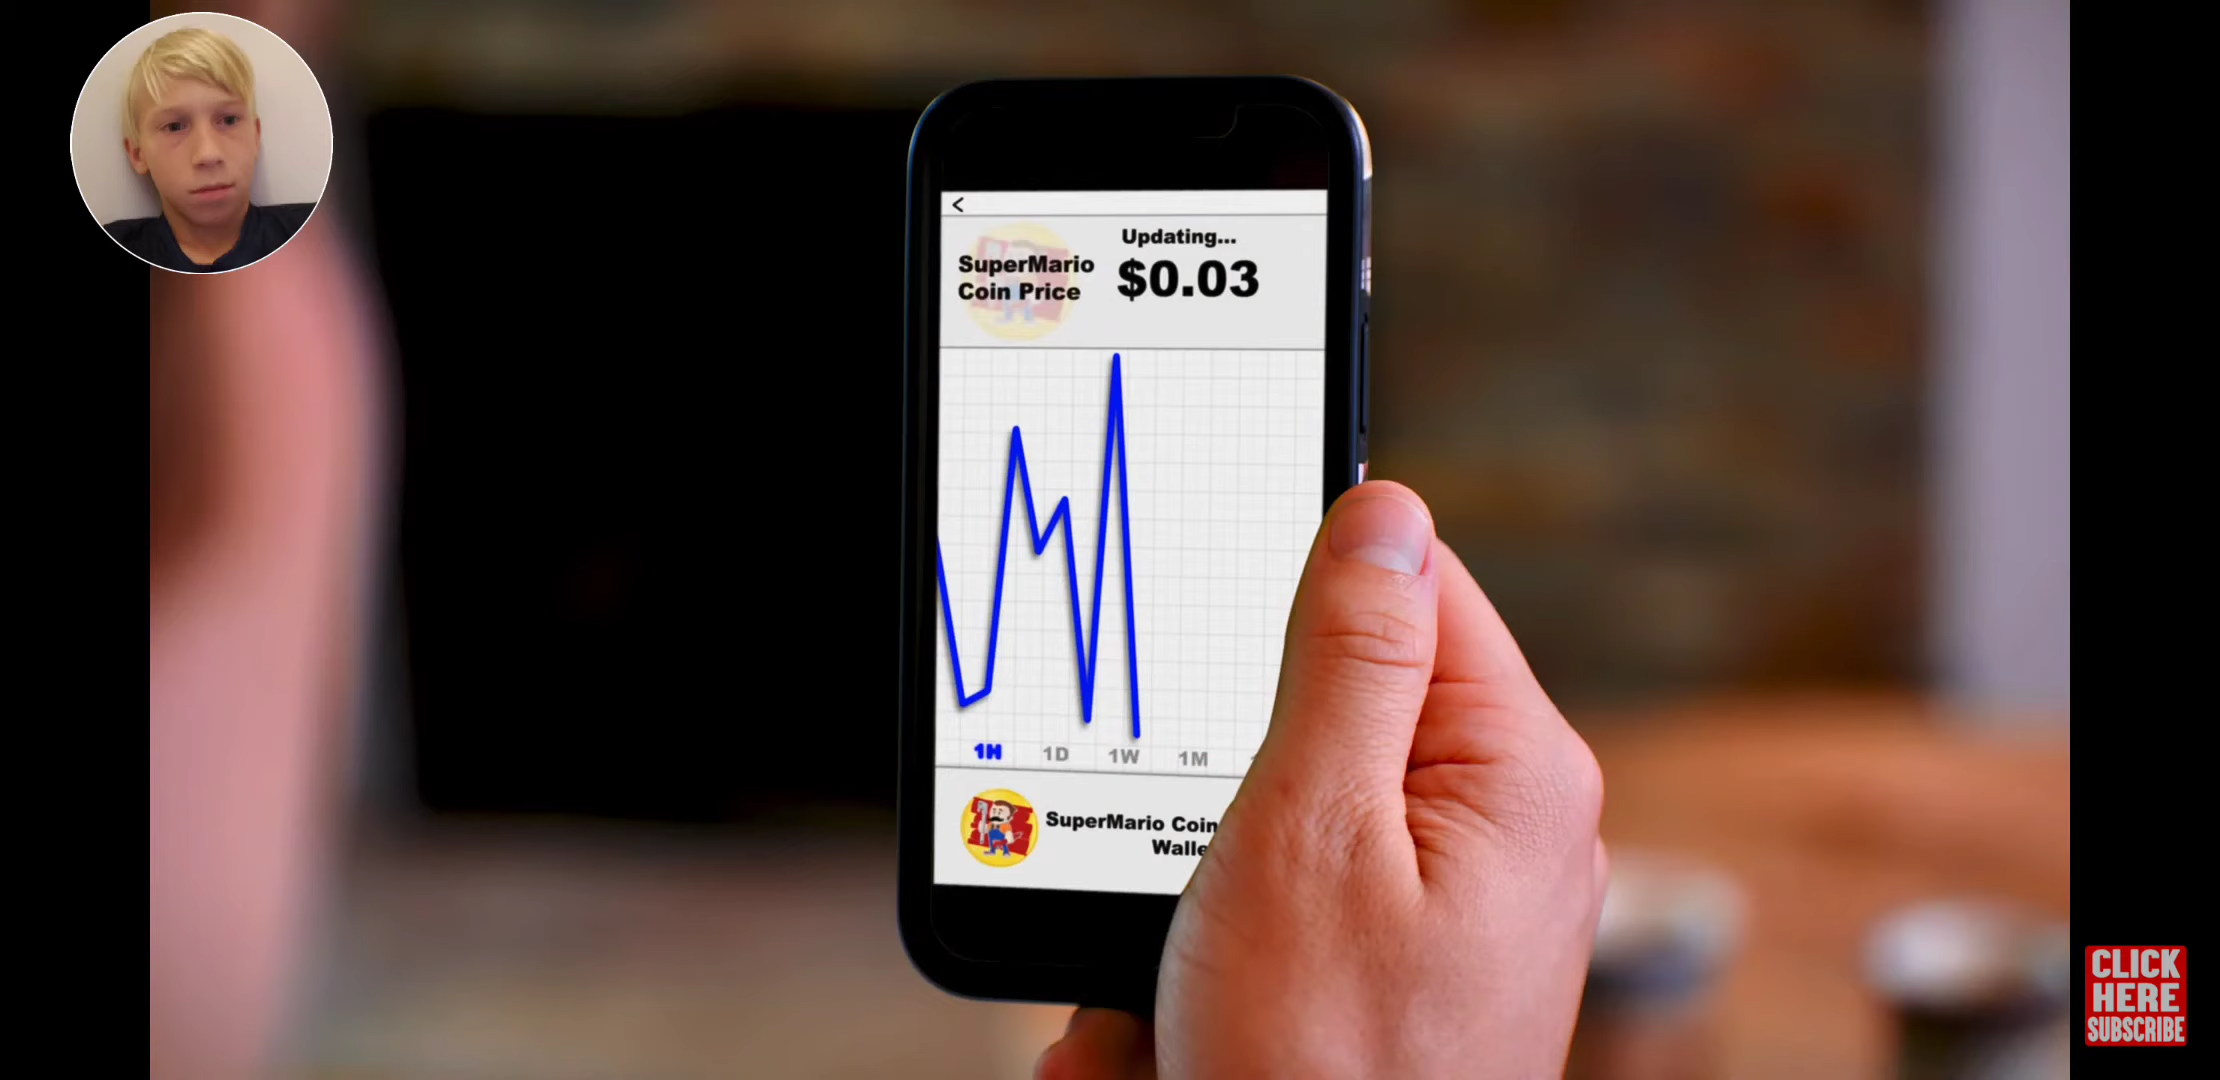 <
Updating...
SuperMario
Coin Price
$0.03
1H 1D 1W 1M
SuperMario Coin
CLICK
HERE
SUBSCRIBE